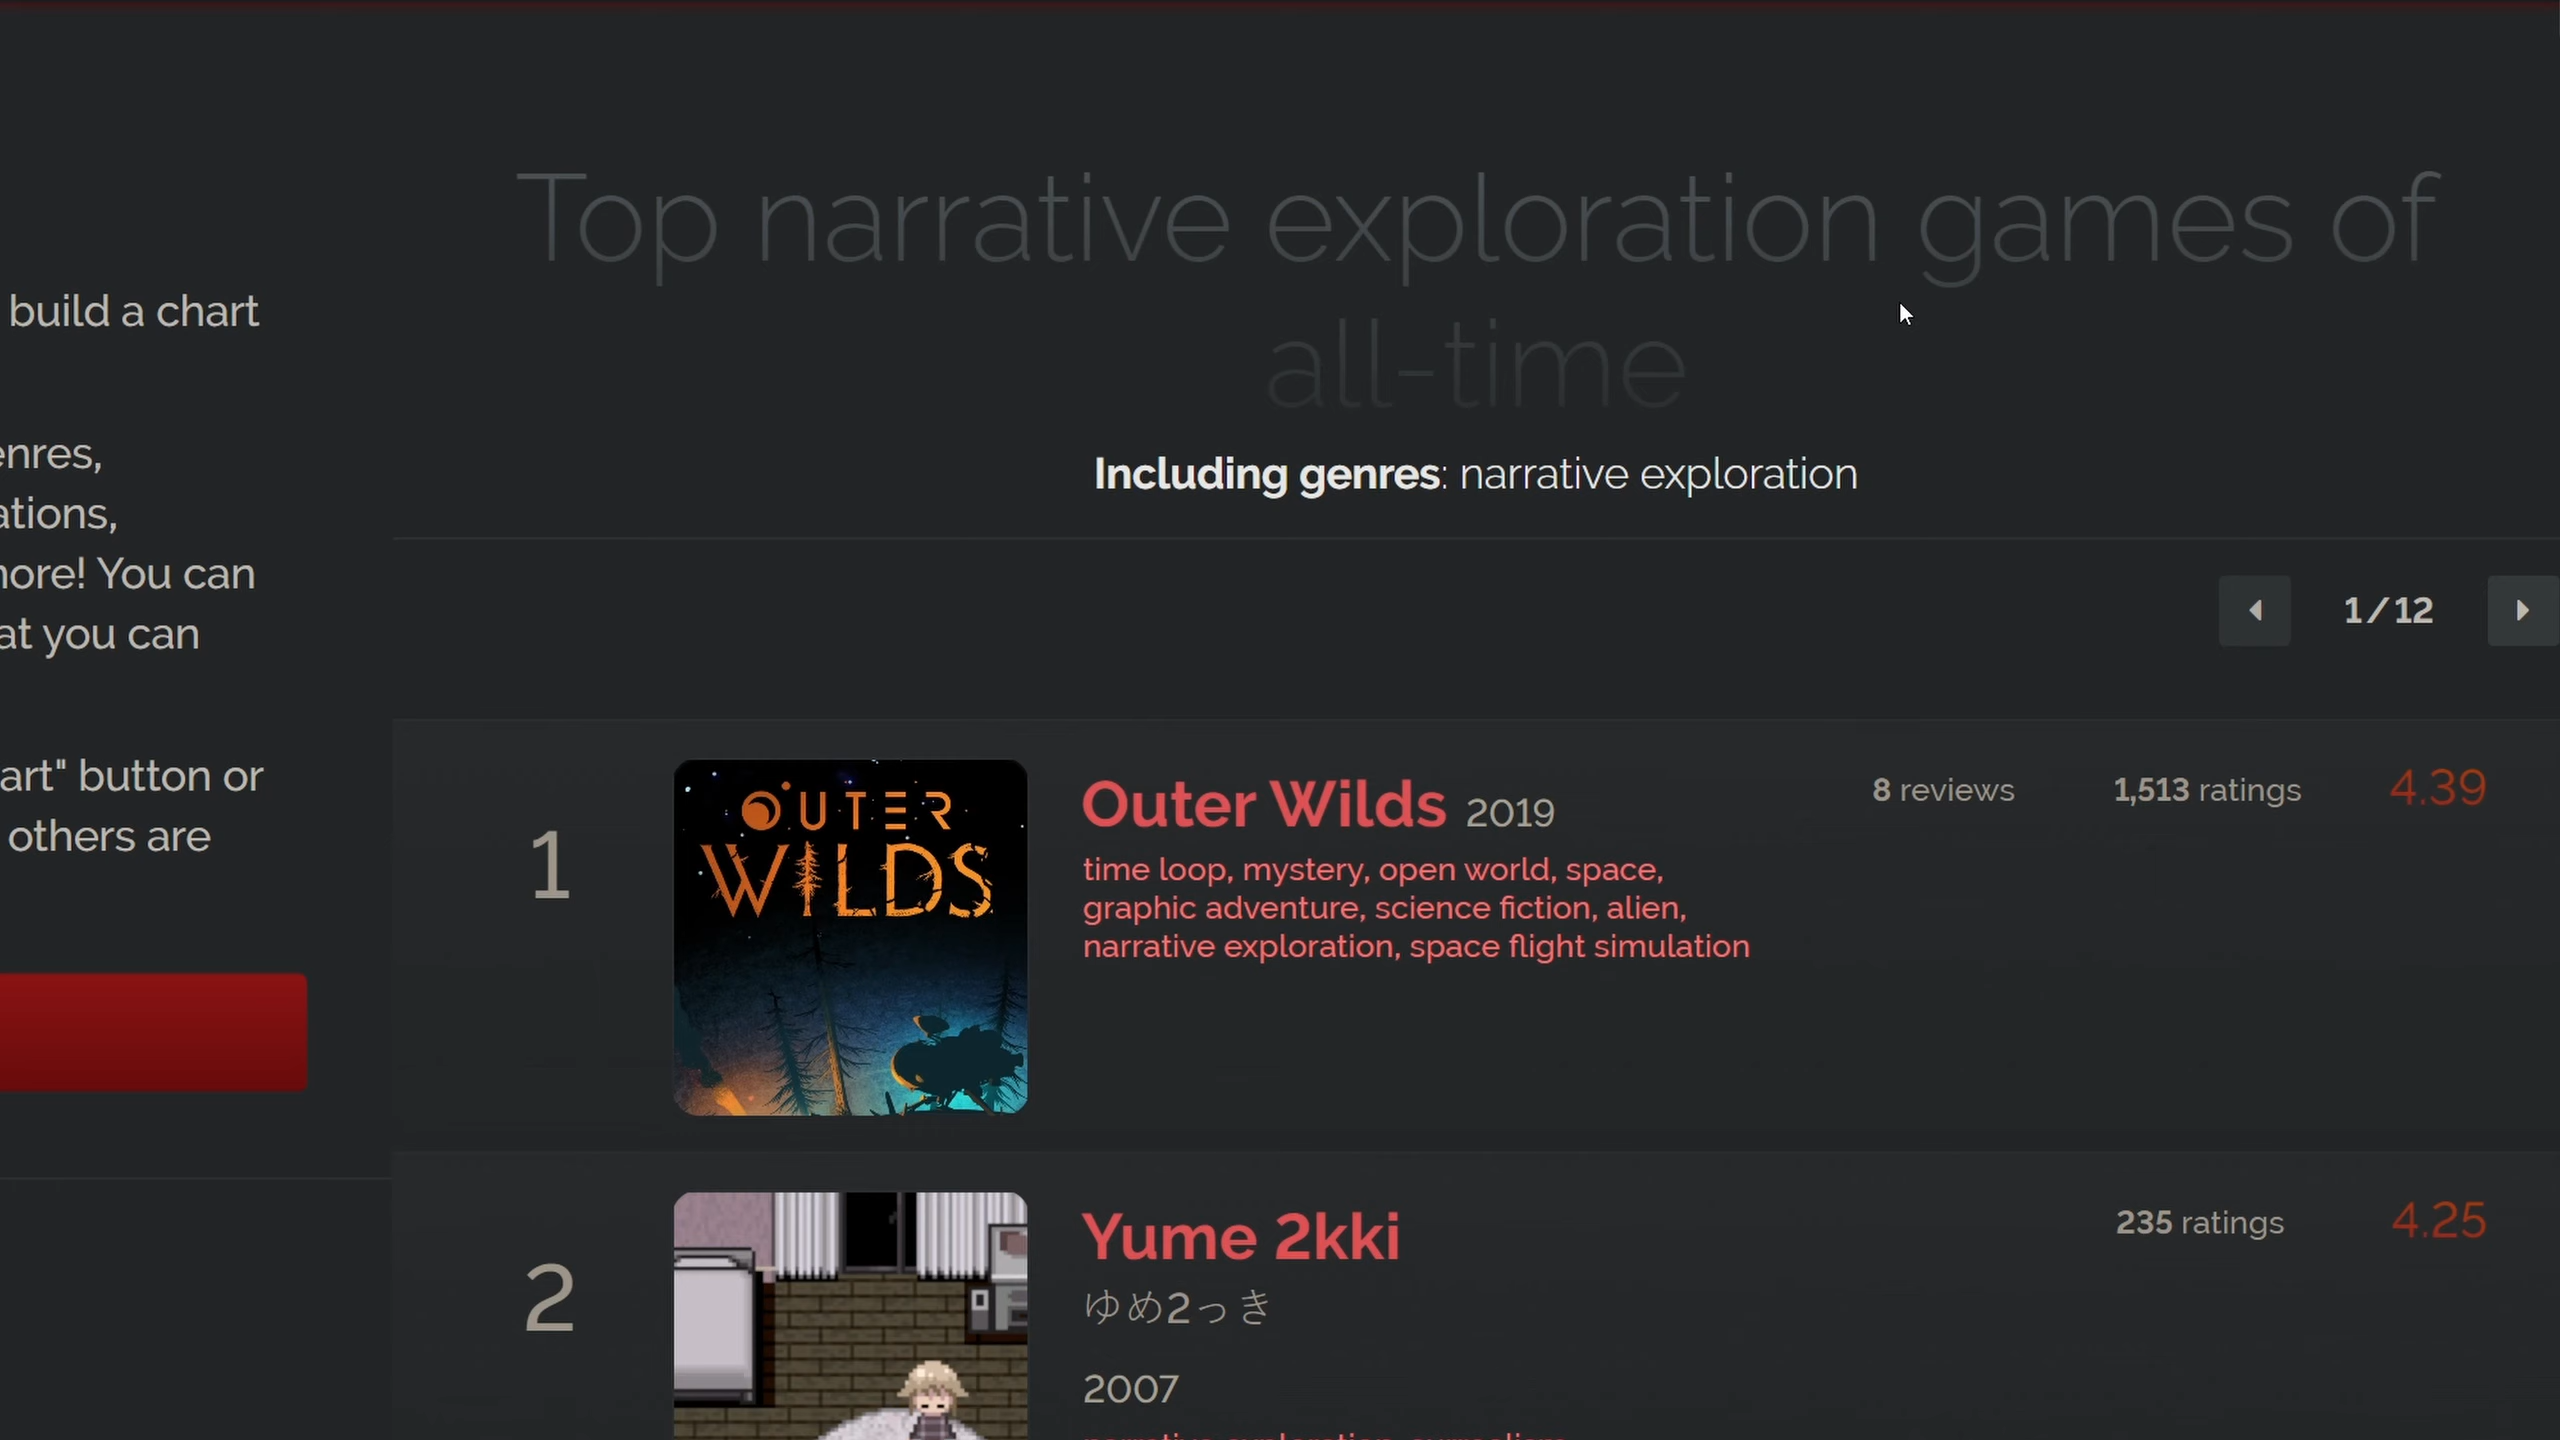 build a chart
enres,
ations,
nore! You can
at you can
art" button or
others are
Top narrative exploration games of
all-time
Including genres: narrative exploration
1/12
1
OUTER
WILDS
Outer Wilds 2019
8 reviews
1,513 ratings
4.39
time loop, mystery, open world, space,
graphic adventure, science fiction, alien,
narrative exploration, space flight simulation
2
Yume 2kki
235 ratings
4.25
ゆめ2っき
2007
narrative exploration, surrealism